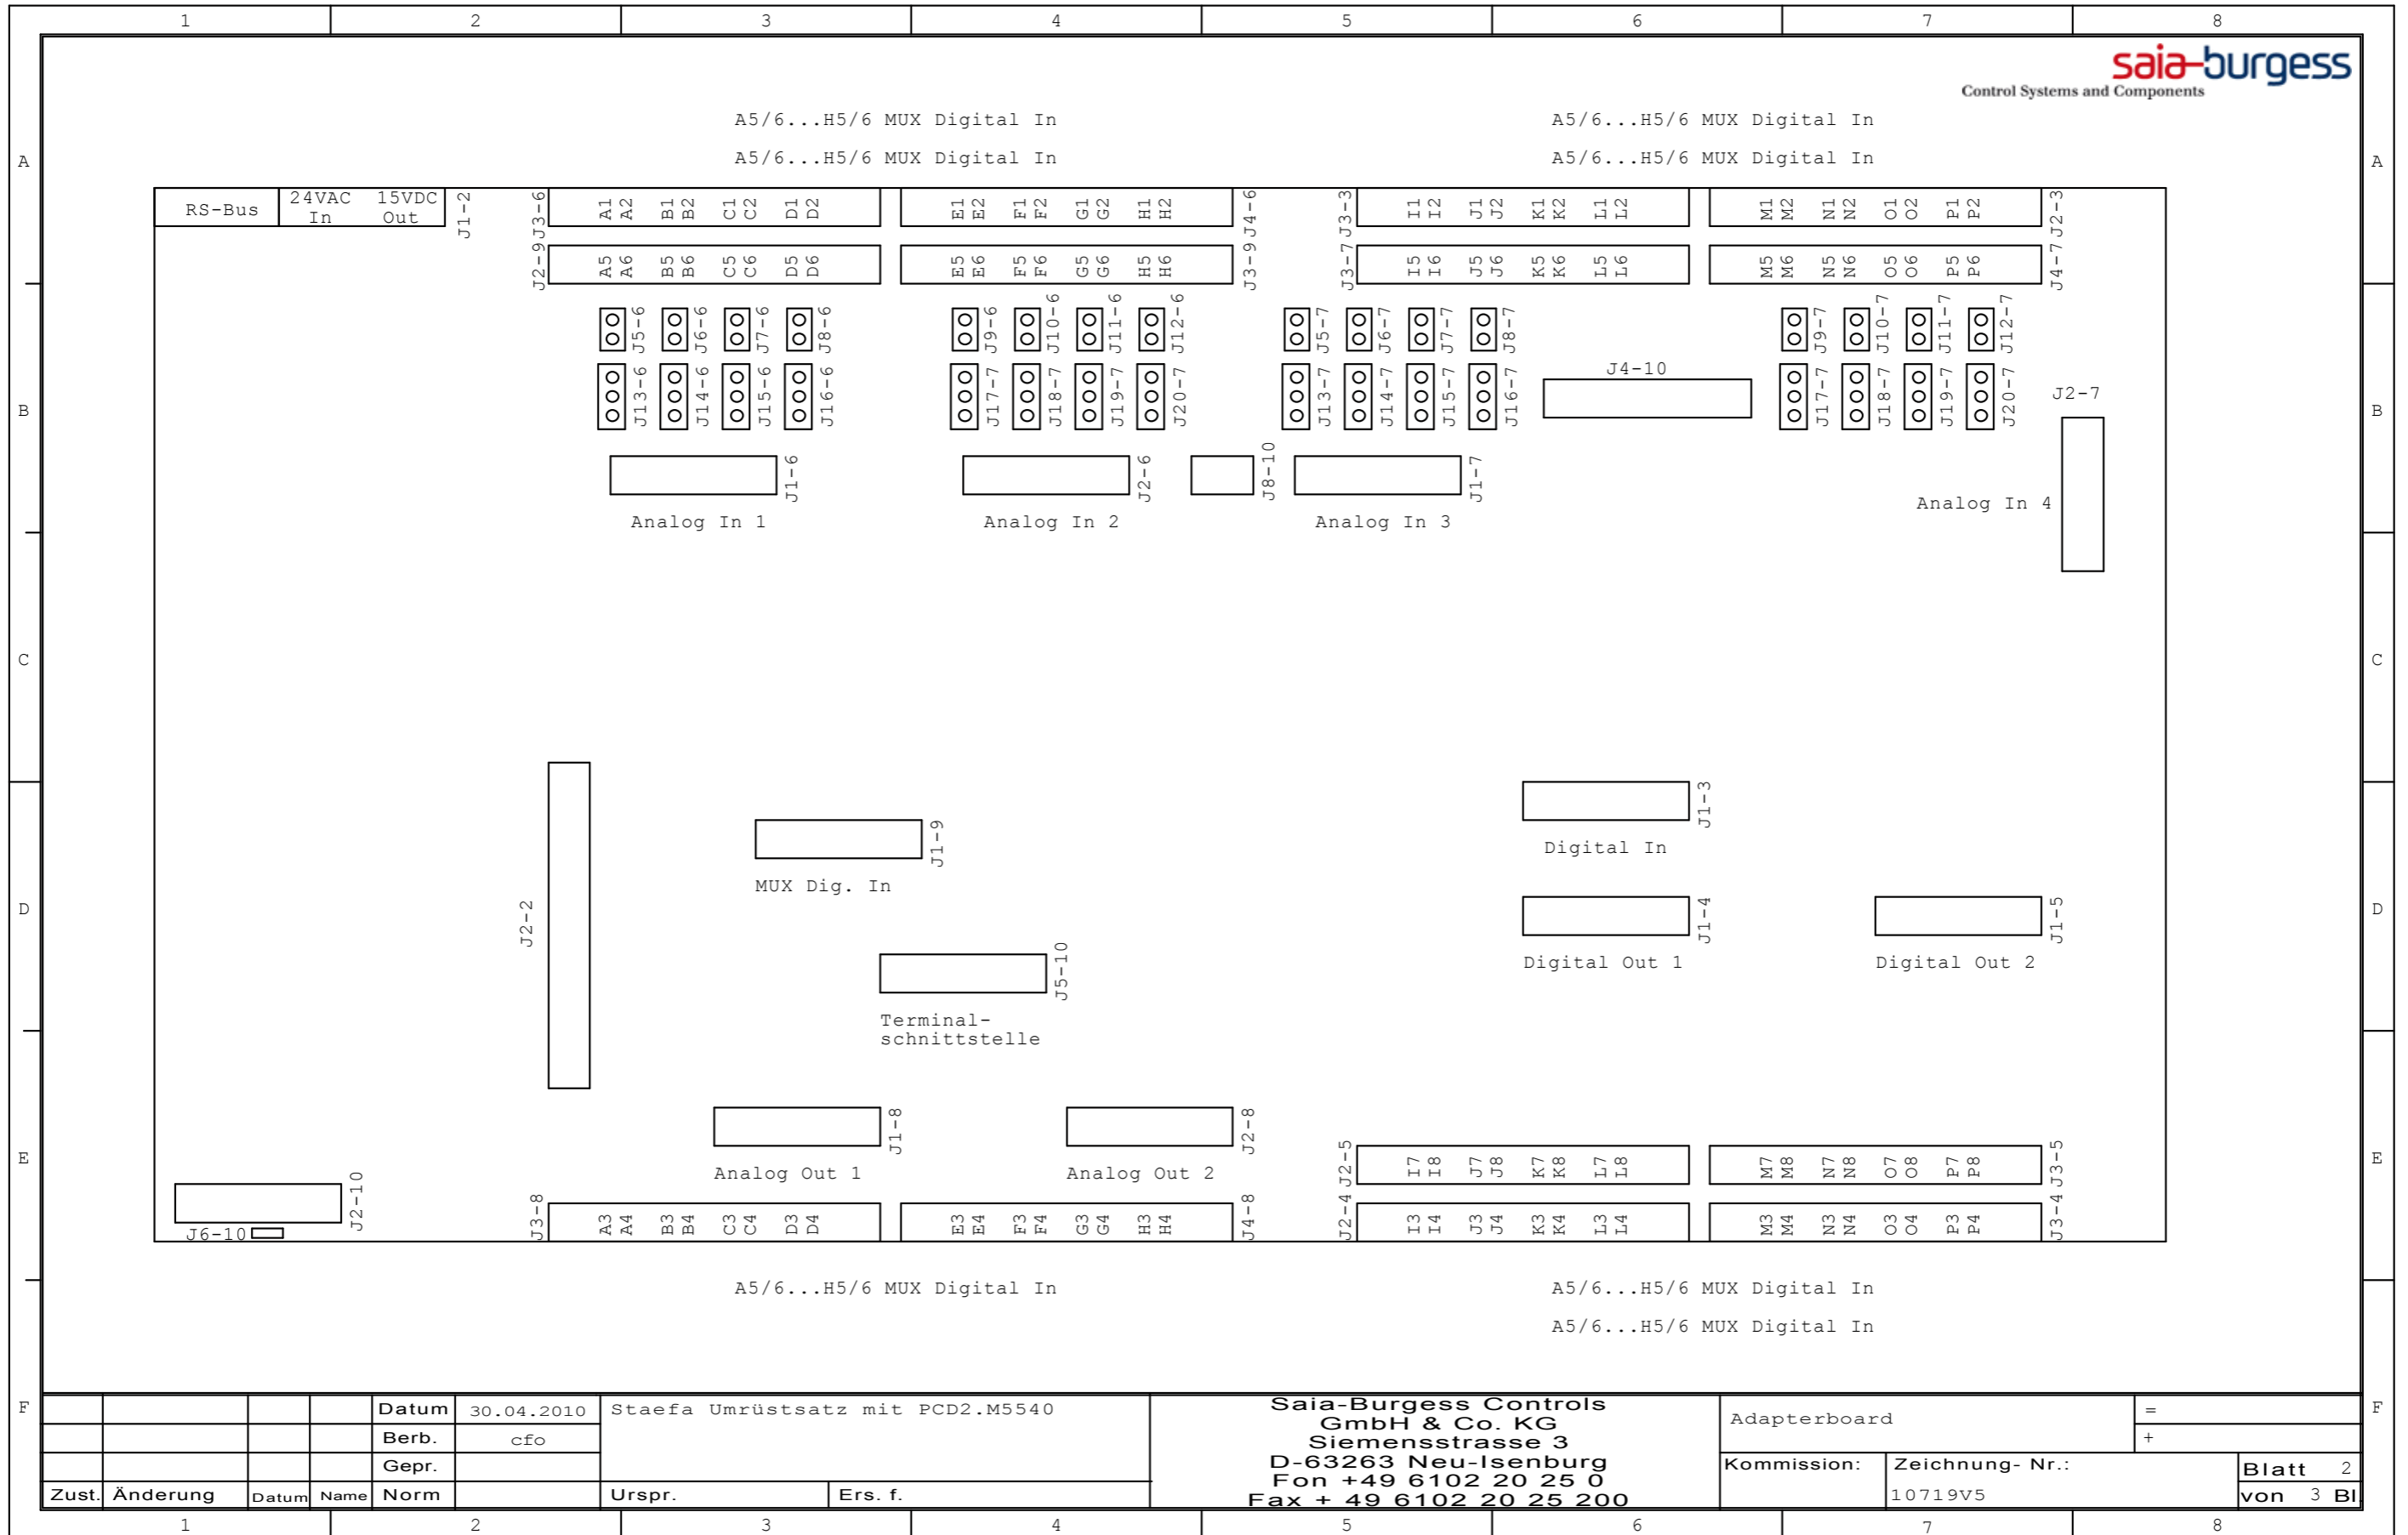 1 2 3 4 5 6 7 8
saia-burgess
Control Systems and Components
A5/6...H5/6 MUX Digital In A5/6...H5/6 MUX Digital In
A A5/6...H5/6 MUX Digital In A5/6...H5/6 MUX Digital In A
RS-Bus 24VAC 15VDC
In Out
J1-2
J3-6 A1 A2 B1 B2 C1 C2 D1 D2 E1 E2 F1 F2 G1 G2 H1 H2 J4-6 J3-3 I1 I2 J1 J2 K1 K2 L1 L2 M1 M2 N1 N2 O1 O2 P1 P2 J2-3
J2-9 A5 A6 B5 B6 C5 C6 D5 D6 E5 E6 F5 F6 G5 G6 H5 H6 J3-9 J3-7 I5 I6 J5 J6 K5 K6 L5 L6 M5 M6 N5 N6 O5 O6 P5 P6 J4-7
J5-6 J6-6 J7-6 J8-6 J9-6 J10-6 J11-6 J12-6 J5-7 J6-7 J7-7 J8-7 J9-7 J10-7 J11-7 J12-7
J4-10
B J13-6 J14-6 J15-6 J16-6 J17-7 J18-7 J19-7 J20-7 J13-7 J14-7 J15-7 J16-7 J17-7 J18-7 J19-7 J20-7 J2-7 B
J1-6 J2-6 J8-10 J1-7
Analog In 1 Analog In 2 Analog In 3 Analog In 4
C C
J1-3
J1-9 Digital In
MUX Dig. In
D J2-2 J1-4 J1-5 D
J5-10 Digital Out 1 Digital Out 2
Terminal-
schnittstelle
J1-8 J2-8
E Analog Out 1 Analog Out 2 J2-5 I7 I8 J7 J8 K7 K8 L7 L8 M7 M8 N7 N8 O7 O8 P7 P8 J3-5 E
J2-10
J6-10 J3-8 A3 A4 B3 B4 C3 C4 D3 D4 E3 E4 F3 F4 G3 G4 H3 H4 J4-8 J2-4 I3 I4 J3 J4 K3 K4 L3 L4 M3 M4 N3 N4 O3 O4 P3 P4 J3-4
A5/6...H5/6 MUX Digital In A5/6...H5/6 MUX Digital In
A5/6...H5/6 MUX Digital In
F F
Datum 30.04.2010 Staefa Umrüstsatz mit PCD2.M5540
Berb. cfo
Gepr.
Zust. Änderung Datum Name Norm Urspr. Ers. f.
Saia-Burgess Controls
GmbH & Co. KG
Siemensstrasse 3
D-63263 Neu-Isenburg
Fon +49 6102 20 25 0
Fax + 49 6102 20 25 200
Adapterboard =
+
Kommission: Zeichnung- Nr.: Blatt 2
10719V5 von 3 Bl.
1 2 3 4 5 6 7 8